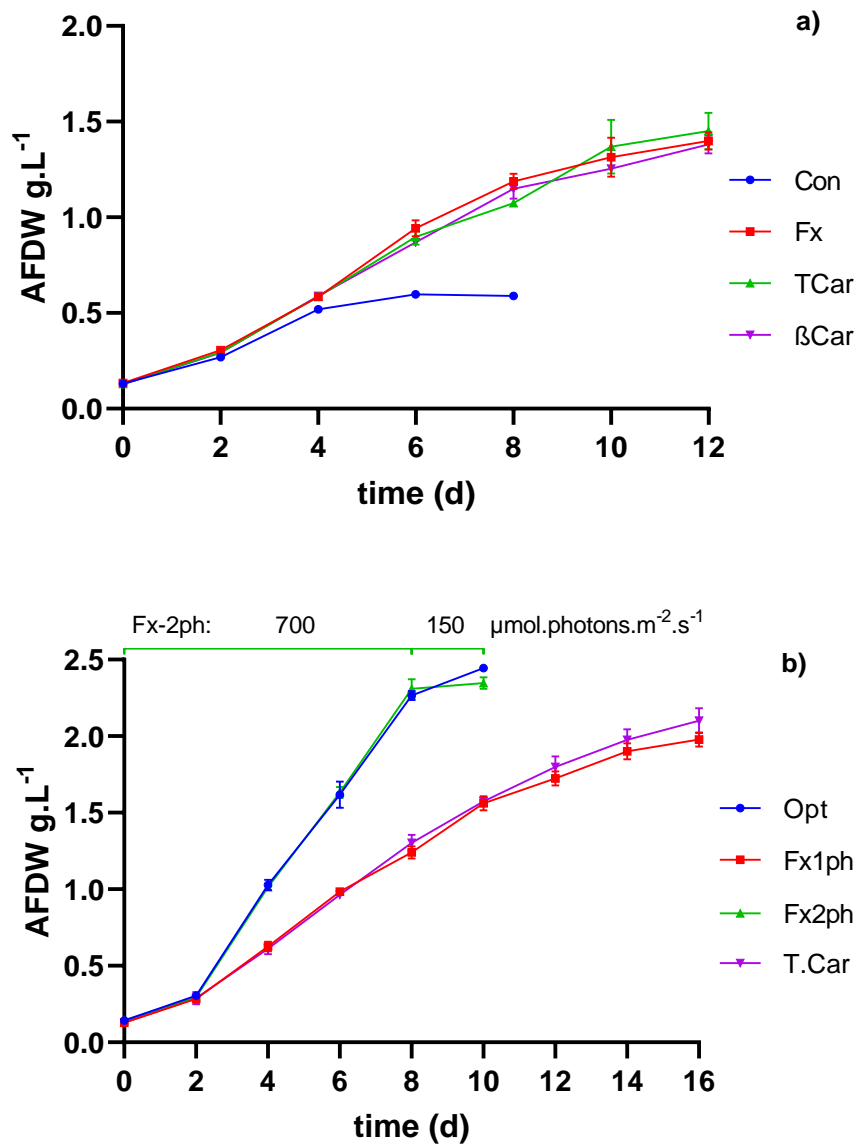 a)
2.0
1.5
1.0
0.5
0.0
AFDW g.L⁻¹
0 2 4 6 8 10 12
time (d)
Con
Fx
TCar
ßCar
Fx-2ph: 700 150 µmol.photons.m⁻².s⁻¹
b)
2.5
2.0
1.5
1.0
0.5
0.0
AFDW g.L⁻¹
0 2 4 6 8 10 12 14 16
time (d)
Opt
Fx1ph
Fx2ph
T.Car